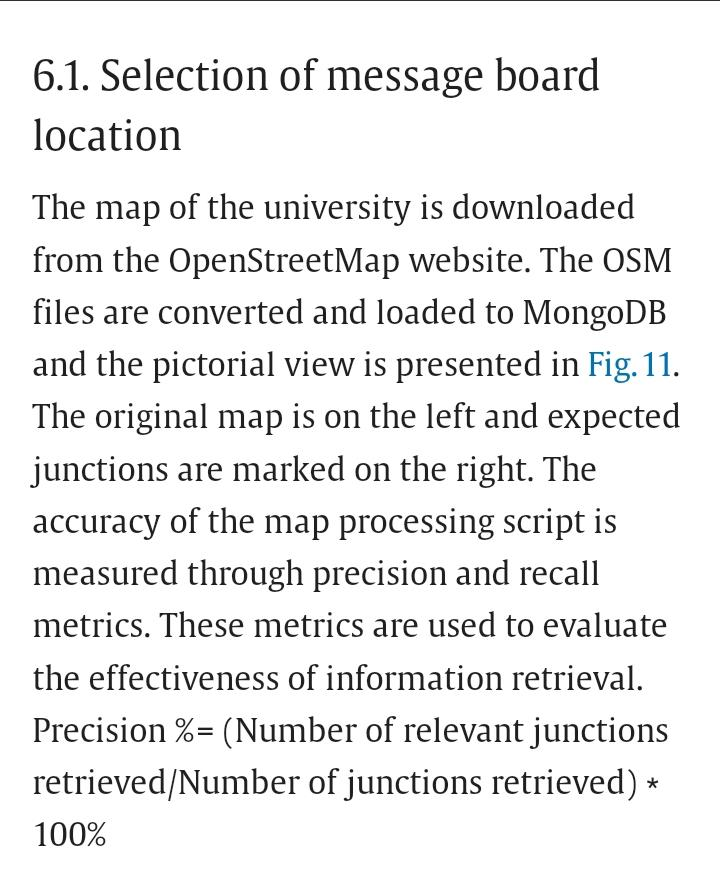 6.1. Selection of message board
location
The map of the university is downloaded
from the OpenStreetMap website. The OSM
files are converted and loaded to MongoDB
and the pictorial view is presented in Fig. 11.
The original map is on the left and expected
junctions are marked on the right. The
accuracy of the map processing script is
measured through precision and recall
metrics. These metrics are used to evaluate
the effectiveness of information retrieval.
Precision %= (Number of relevant junctions
retrieved/Number of junctions retrieved) *
100%